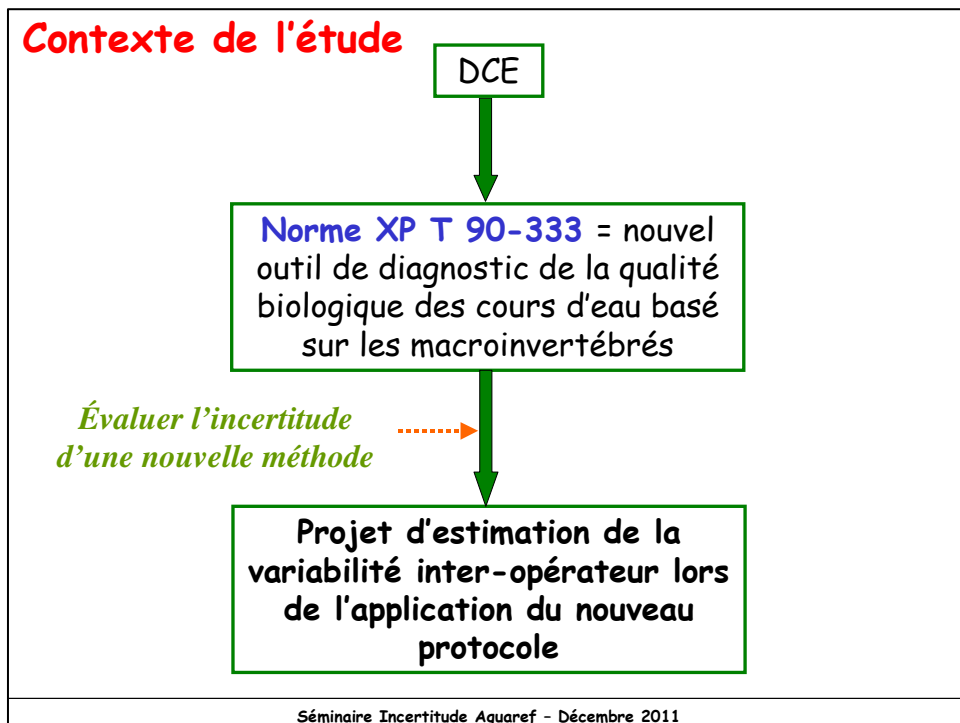 Contexte de l'étude
DCE
Norme XP T 90-333 = nouvel
outil de diagnostic de la qualité
biologique des cours d'eau basé
sur les macroinvertébrés
Évaluer l'incertitude
d'une nouvelle méthode
Projet d'estimation de la
variabilité inter-opérateur lors
de l'application du nouveau
protocole
Séminaire Incertitude Aquaref – Décembre 2011